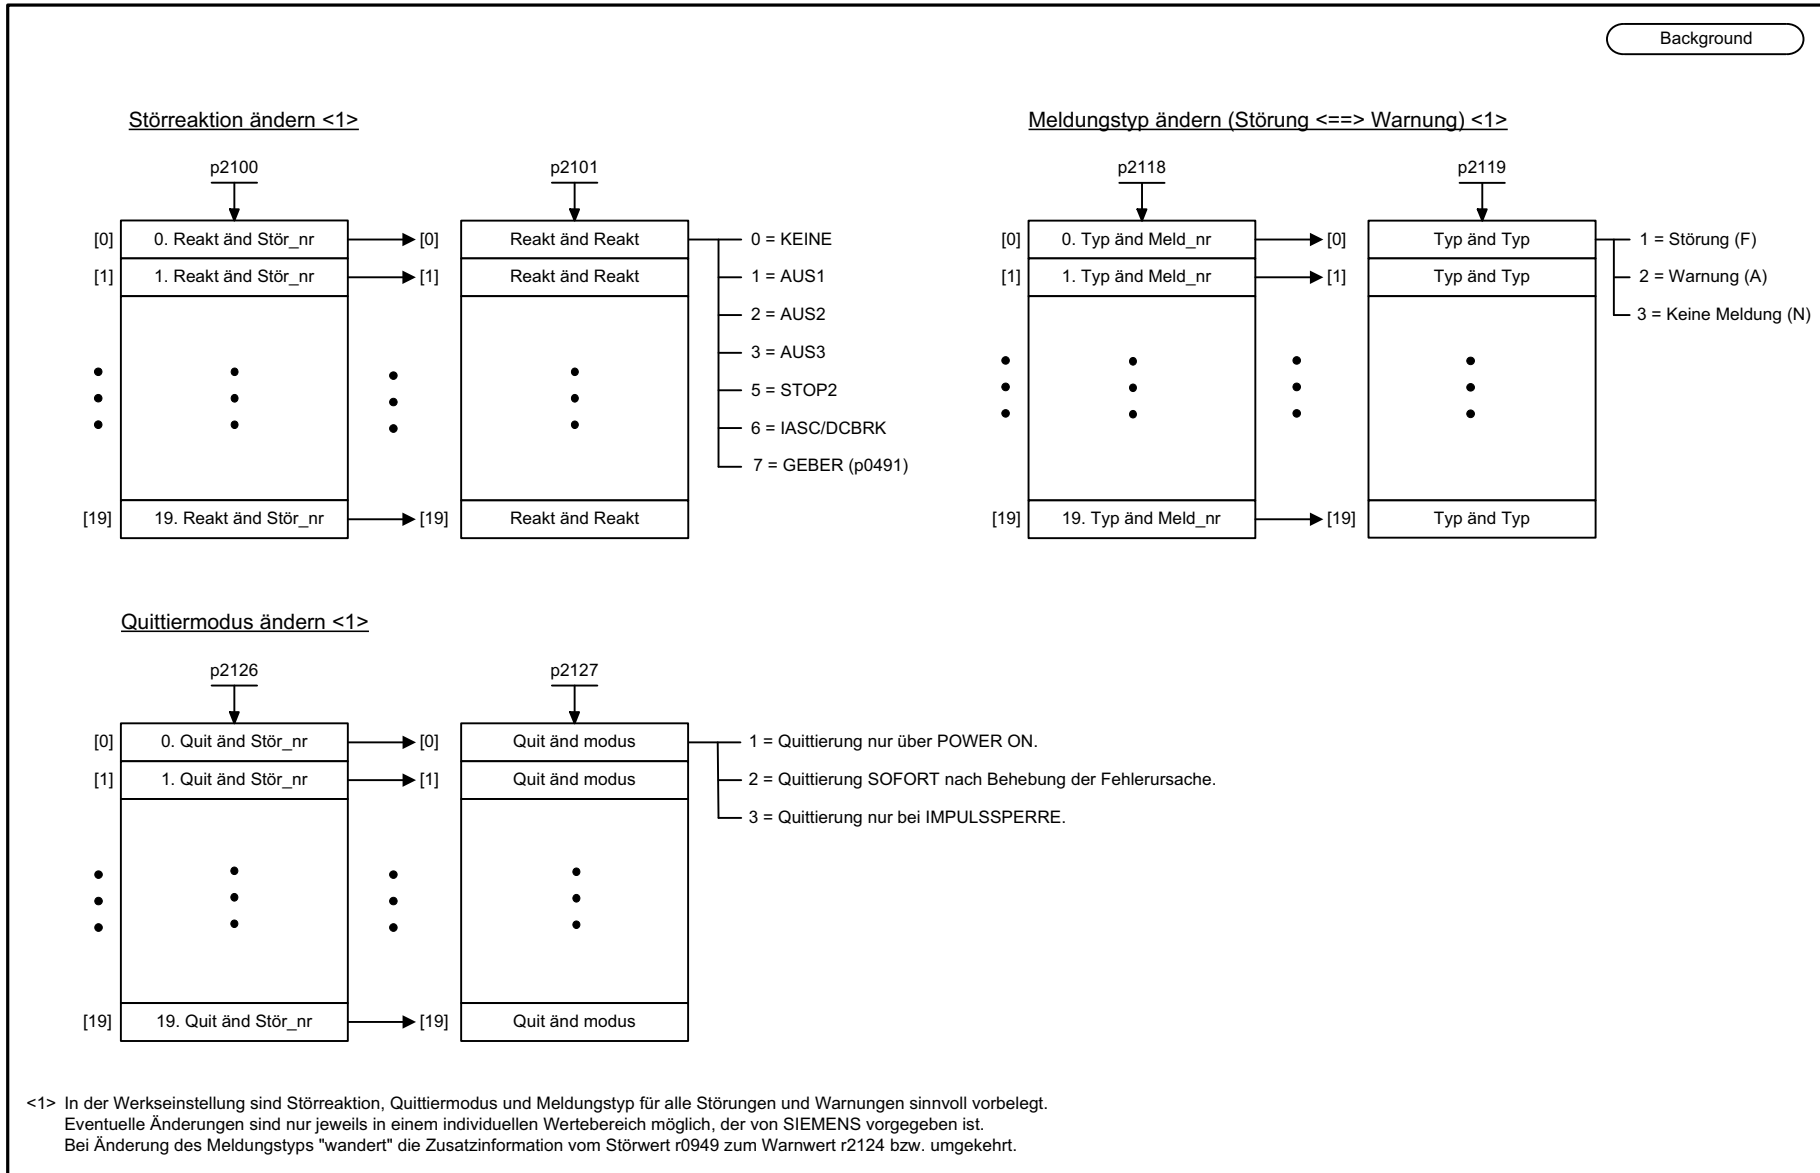 Background
Störreaktion ändern <1>
p2100 p2101
[0] 0. Reakt änd Stör_nr [0] Reakt änd Reakt 0 = KEINE
[1] 1. Reakt änd Stör_nr [1] Reakt änd Reakt 1 = AUS1
2 = AUS2
3 = AUS3
5 = STOP2
6 = IASC/DCBRK
7 = GEBER (p0491)
[19] 19. Reakt änd Stör_nr [19] Reakt änd Reakt
Meldungstyp ändern (Störung <==> Warnung) <1>
p2118 p2119
[0] 0. Typ änd Meld_nr [0] Typ änd Typ 1 = Störung (F)
[1] 1. Typ änd Meld_nr [1] Typ änd Typ 2 = Warnung (A)
3 = Keine Meldung (N)
[19] 19. Typ änd Meld_nr [19] Typ änd Typ
Quittiermodus ändern <1>
p2126 p2127
[0] 0. Quit änd Stör_nr [0] Quit änd modus 1 = Quittierung nur über POWER ON.
[1] 1. Quit änd Stör_nr [1] Quit änd modus 2 = Quittierung SOFORT nach Behebung der Fehlerursache.
3 = Quittierung nur bei IMPULSSPERRE.
[19] 19. Quit änd Stör_nr [19] Quit änd modus
<1> In der Werkseinstellung sind Störreaktion, Quittiermodus und Meldungstyp für alle Störungen und Warnungen sinnvoll vorbelegt.
Eventuelle Änderungen sind nur jeweils in einem individuellen Wertebereich möglich, der von SIEMENS vorgegeben ist.
Bei Änderung des Meldungstyps "wandert" die Zusatzinformation vom Störwert r0949 zum Warnwert r2124 bzw. umgekehrt.